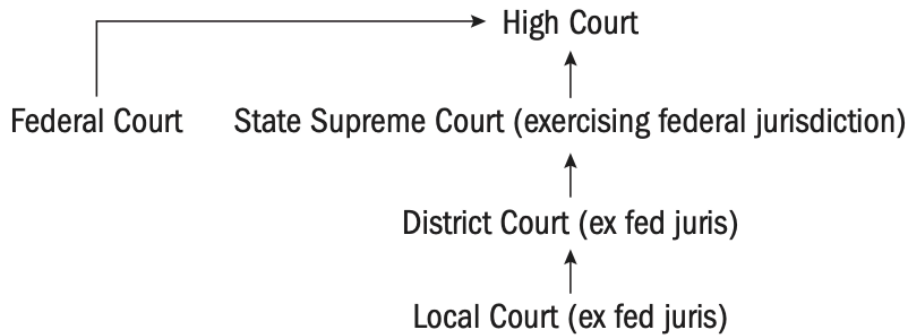 High Court
Federal Court
State Supreme Court (exercising federal jurisdiction)
District Court (ex fed juris)
Local Court (ex fed juris)